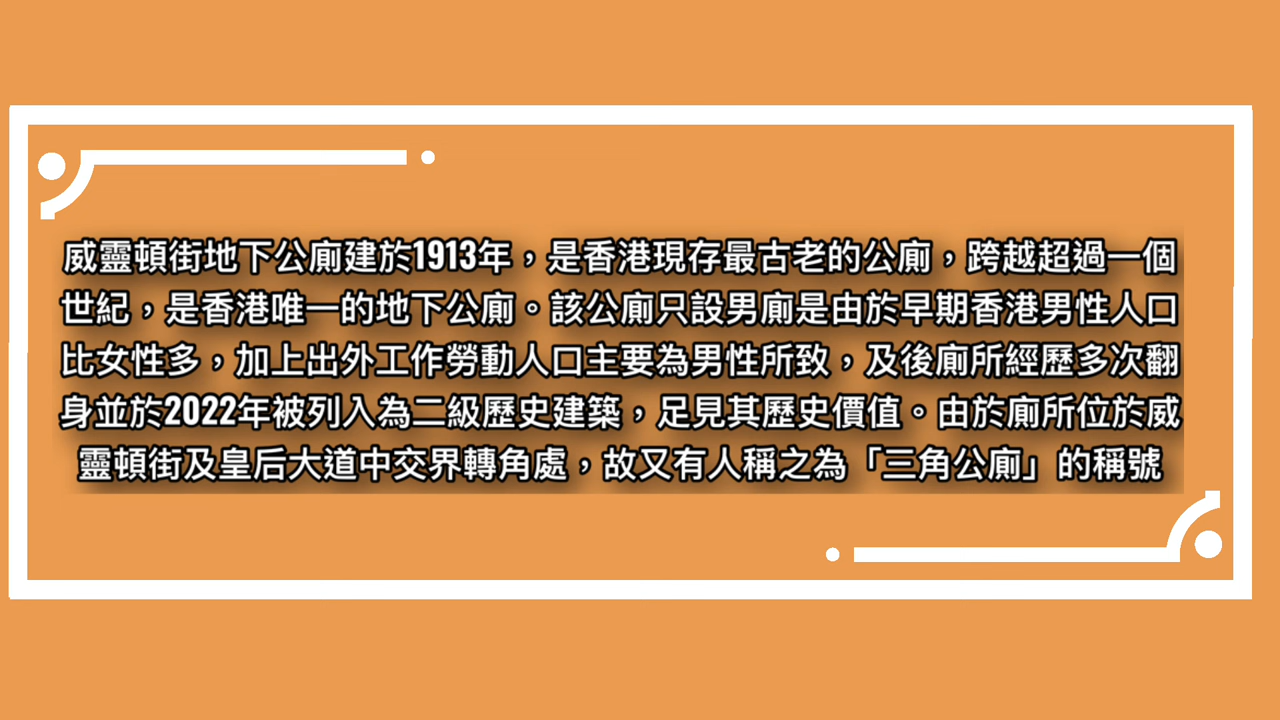 威靈頓街地下公廁建於1913年，是香港現存最古老的公廁，跨越超過一個
世紀，是香港唯一的地下公廁。該公廁只設男廁是由於早期香港男性人口
比女性多，加上出外工作勞動人口主要為男性所致，及後廁所經歷多次翻
身並於2022年被列入為二級歷史建築，足見其歷史價值。由於廁所位於威
靈頓街及皇后大道中交界轉角處，故又有人稱之為「三角公廁」的稱號